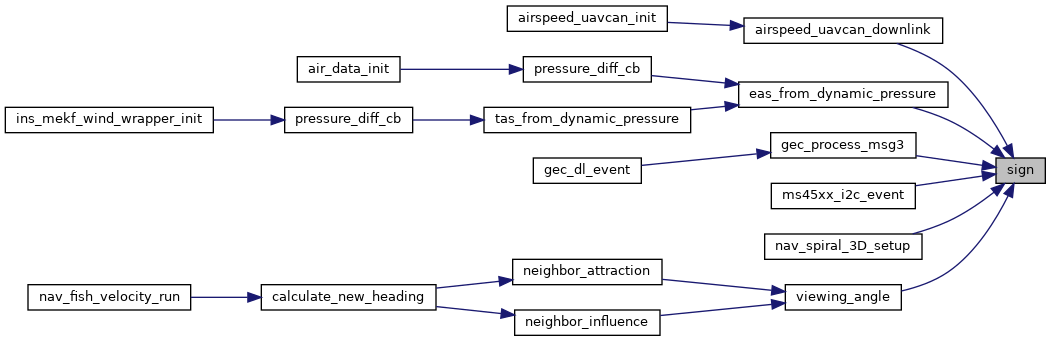 airspeed_uavcan_init
airspeed_uavcan_downlink
air_data_init
pressure_diff_cb
eas_from_dynamic_pressure
ins_mekf_wind_wrapper_init
pressure_diff_cb
tas_from_dynamic_pressure
gec_process_msg3
gec_dl_event
sign
ms45xx_i2c_event
nav_spiral_3D_setup
neighbor_attraction
nav_fish_velocity_run
calculate_new_heading
viewing_angle
neighbor_influence